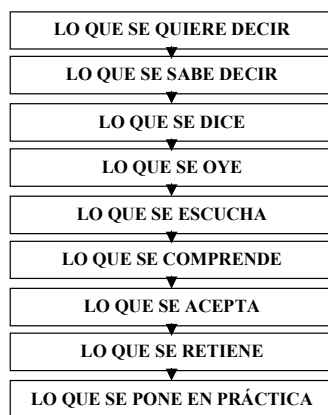 LO QUE SE QUIERE DECIR
LO QUE SE SABE DECIR
LO QUE SE DICE
LO QUE SE OYE
LO QUE SE ESCUCHA
LO QUE SE COMPRENDE
LO QUE SE ACEPTA
LO QUE SE RETIENE
LO QUE SE PONE EN PRÁCTICA